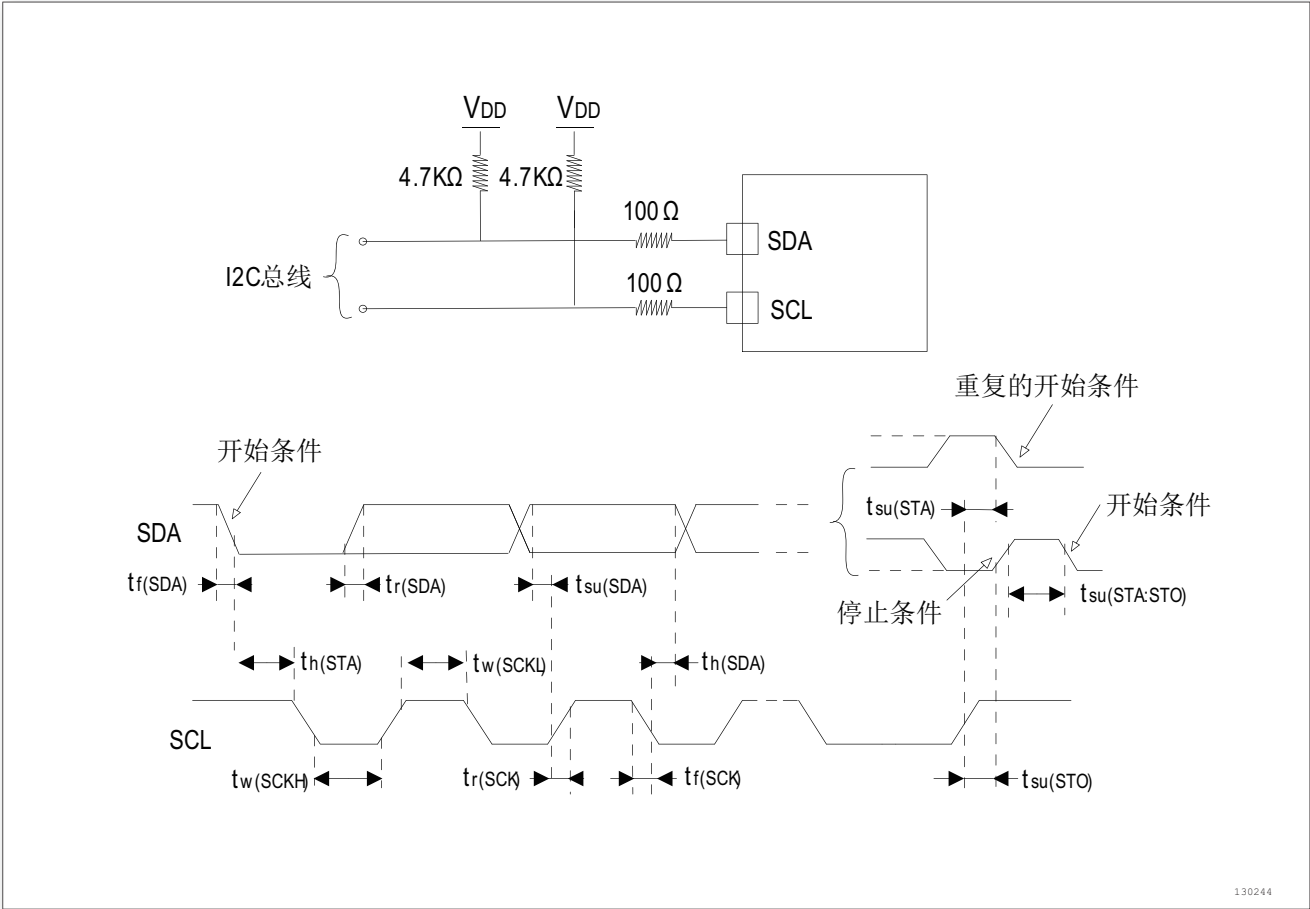 VDD VDD
4.7KΩ 4.7KΩ
100 Ω
SDA
I2C总线
100 Ω
SCL
重复的开始条件
开始条件
tsu(STA)
开始条件
SDA
tf(SDA)
tr(SDA)
tsu(SDA)
停止条件
tsu(STA:STO)
th(STA)
tw(SCKL)
th(SDA)
SCL
tw(SCKH)
tr(SCK)
tf(SCK)
tsu(STO)
130244